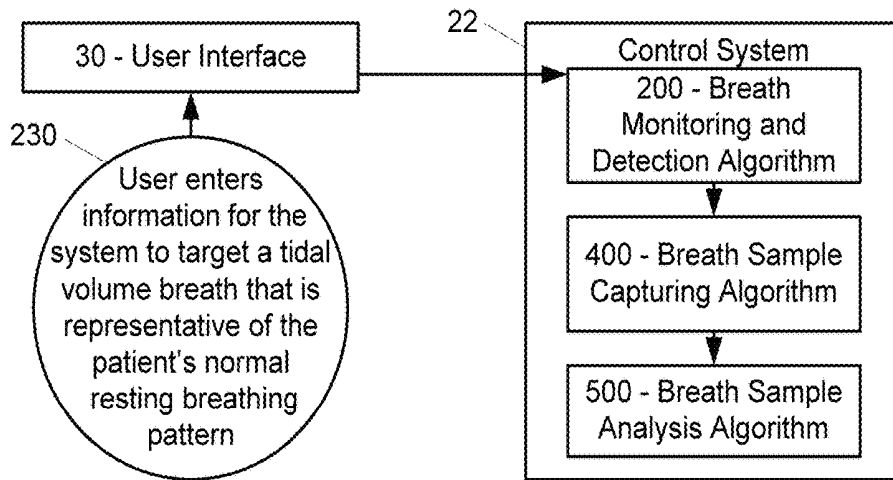 22
30 - User Interface
Control System
200 - Breath
Monitoring and
Detection Algorithm
230
User enters
information for the
system to target a tidal
volume breath that is
representative of the
patient's normal
resting breathing
pattern
400 - Breath Sample
Capturing Algorithm
500 - Breath Sample
Analysis Algorithm